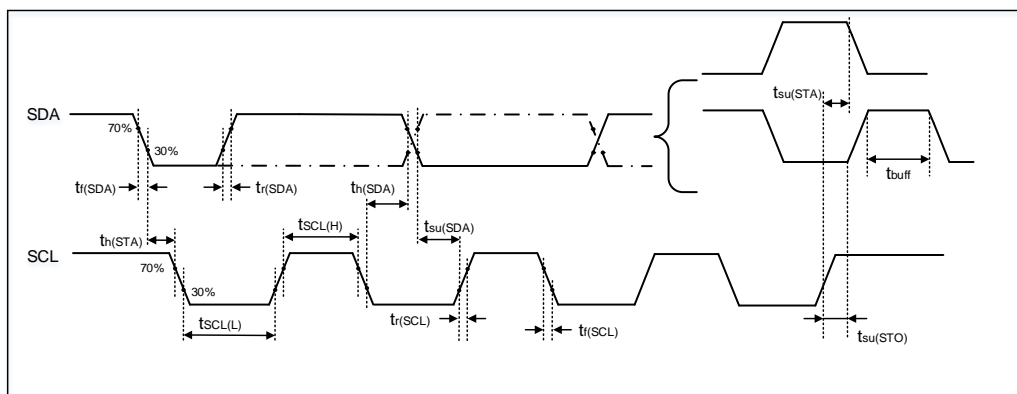 tsu(STA)
SDA
70%
30%
tbuff
tf(SDA)
tr(SDA)
th(SDA)
tSCL(H)
tsu(SDA)
th(STA)
SCL
70%
30%
tSCL(L)
tr(SCL)
tf(SCL)
tsu(STO)